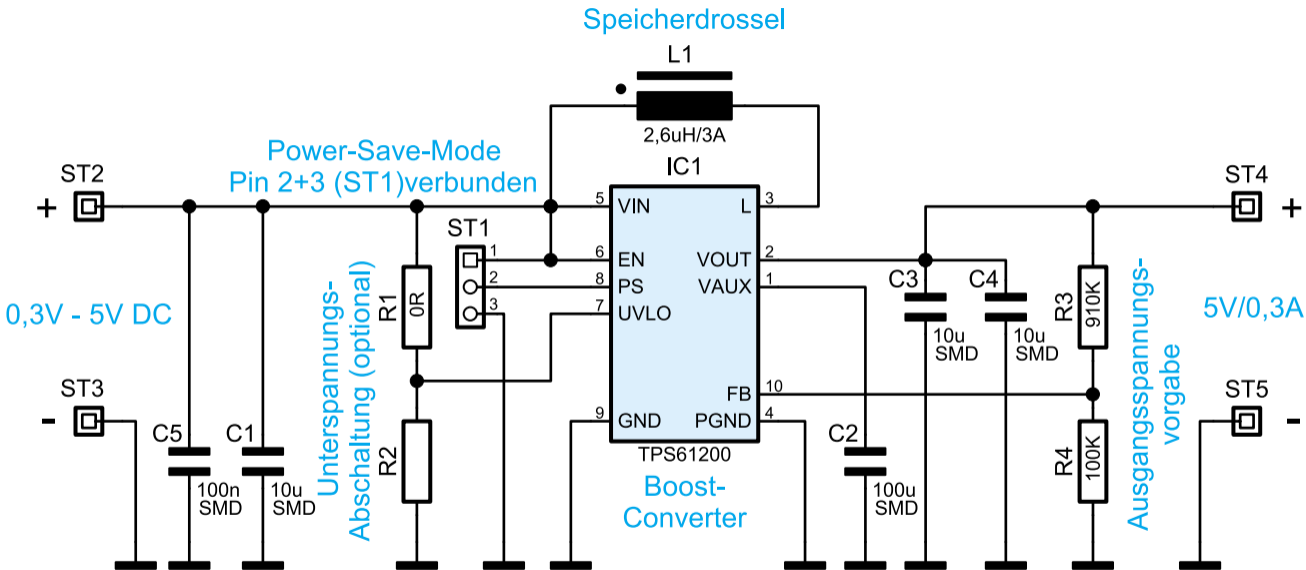 Speicherdrossel
L1
2,6uH/3A
Power-Save-Mode
Pin 2+3 (ST1)verbunden
IC1
ST2
+
ST4
+
ST1
1
2
3
5 VIN
6 EN
8 PS
7 UVLO
9 GND
L 3
VOUT 2
VAUX 1
FB 10
PGND 4
TPS61200
Boost-
Converter
0,3V - 5V DC
ST3
-
C5
100n
SMD
C1
10u
SMD
R1
0R
R2
Unterspannungs-
Abschaltung (optional)
C2
100u
SMD
C3
10u
SMD
C4
10u
SMD
R3
910K
R4
100K
Ausgangsspannungs-
vorgabe
5V/0,3A
ST5
-